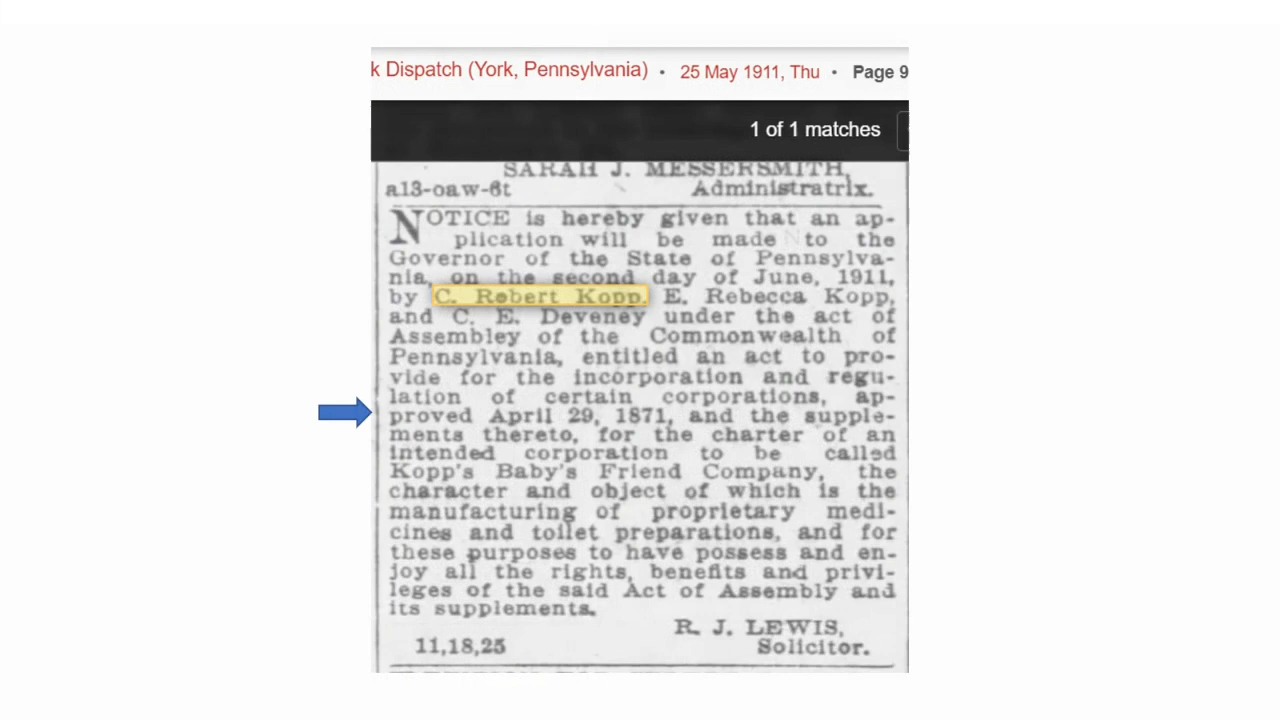 k Dispatch (York, Pennsylvania) • 25 May 1911, Thu • Page 9
1 of 1 matches
SARAH J. MESSERSMITH,
a13-oaw-6t Administratrix.
NOTICE is hereby given that an ap-
plication will be made to the
Governor of the State of Pennsylva-
nia, on the second day of June, 1911,
by C. Robert Kopp, E. Rebecca Kopp,
and C. E. Deveney under the act of
Assembley of the Commonwealth of
Pennsylvania, entitled an act to pro-
vide for the incorporation and regu-
lation of certain corporations, ap-
proved April 29, 1871, and the supple-
ments thereto, for the charter of an
intended corporation to be called
Kopp's Baby's Friend Company, the
character and object of which is the
manufacturing of proprietary medi-
cines and toilet preparations, and for
these purposes to have possess and en-
joy all the rights, benefits and privi-
leges of the said Act of Assembly and
its supplements.
R. J. LEWIS,
11,18,25 Solicitor.